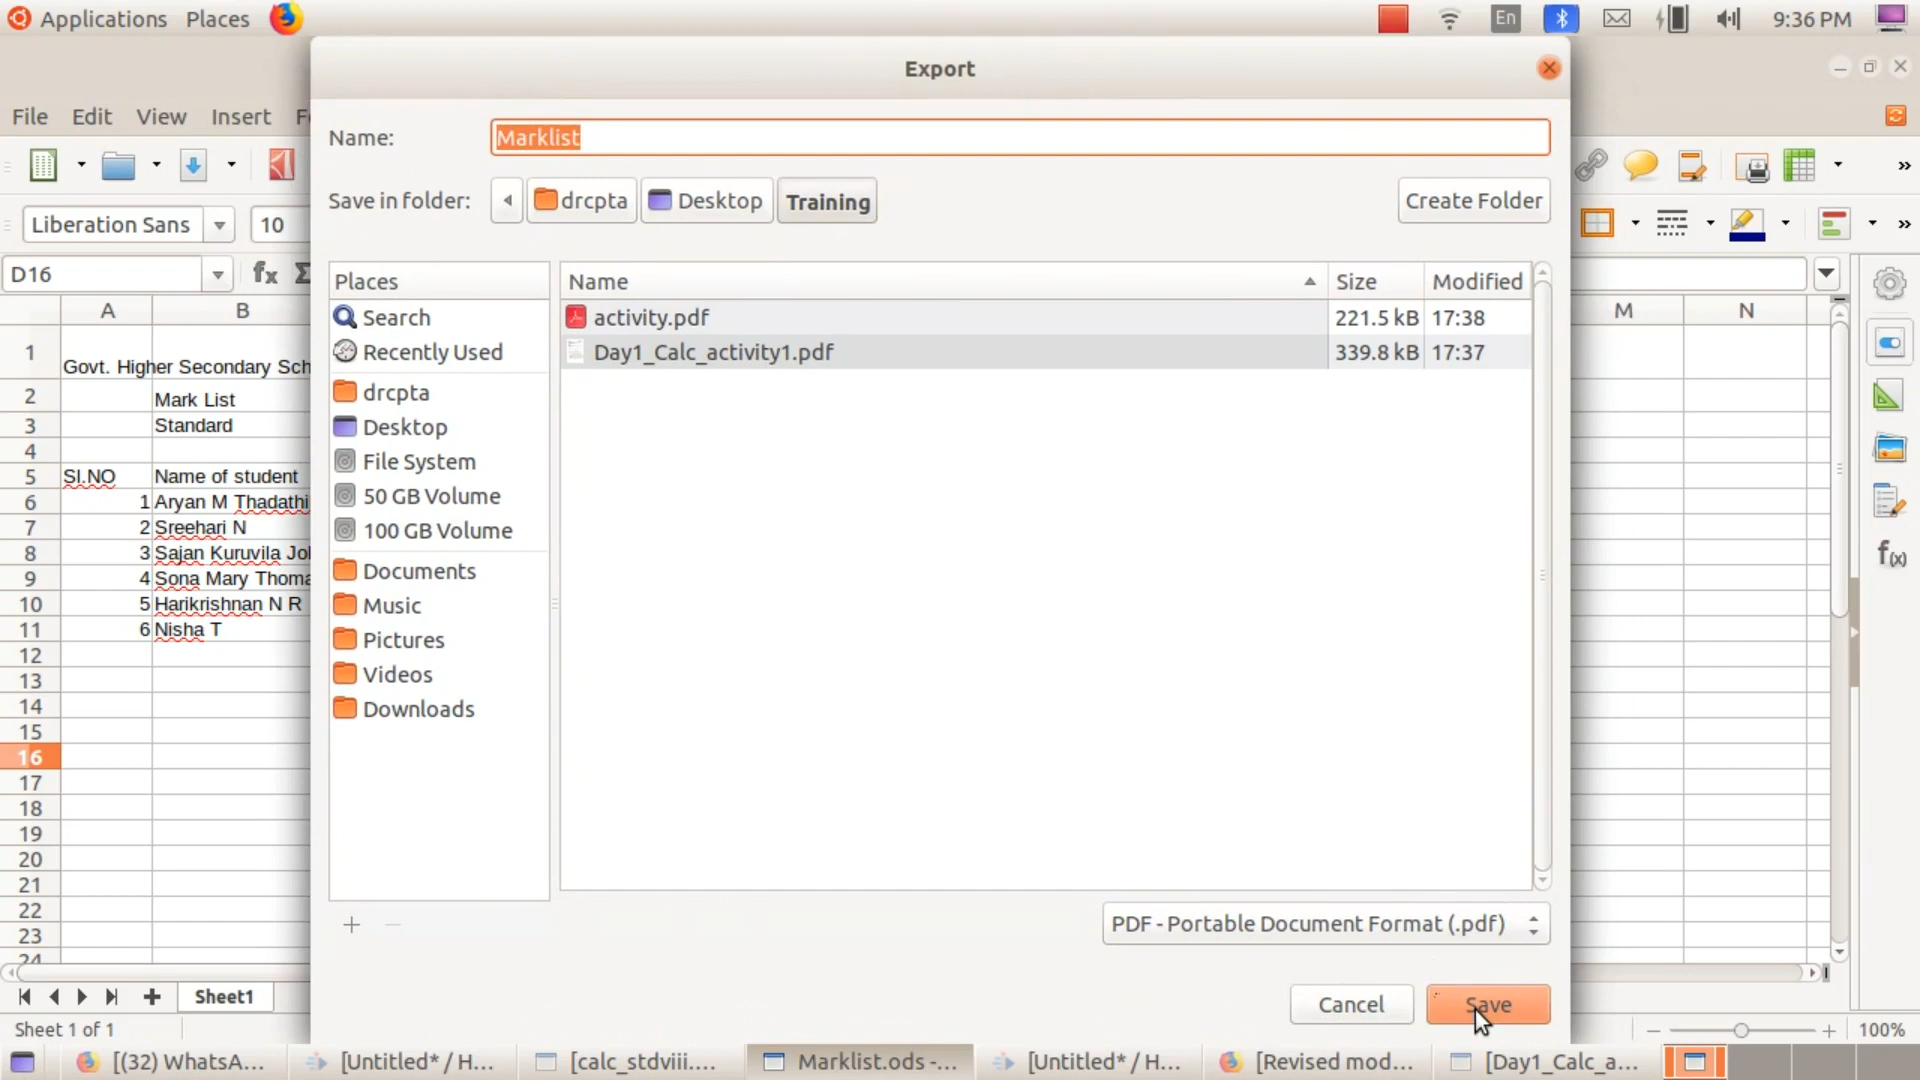 Applications Places En 9:36 PM
Export
File Edit View Insert F
Name: Marklist
Save in folder: drcpta Desktop Training Create Folder
Liberation Sans 10
D16 fx Σ
Places Name Size Modified
Search activity.pdf 221.5 kB 17:38
Recently Used Day1_Calc_activity1.pdf 339.8 kB 17:37
drcpta
Desktop
File System
50 GB Volume
100 GB Volume
Documents
Music
Pictures
Videos
Downloads
A B M N
1 Govt. Higher Secondary Sch
2 Mark List
3 Standard
4
5 Sl.NO Name of student
6 1 Aryan M Thadathi
7 2 Sreehari N
8 3 Sajan Kuruvila Jo
9 4 Sona Mary Thoma
10 5 Harikrishnan N R
11 6 Nisha T
12
13
14
15
16
17
18
19
20
21
22
23
24
f(x)
PDF - Portable Document Format (.pdf)
Cancel Save
Sheet1
Sheet 1 of 1 100%
[(32) WhatsA... [Untitled* / H... [calc_stdviii.... Marklist.ods -... [Untitled* / H... [Revised mod... [Day1_Calc_a...